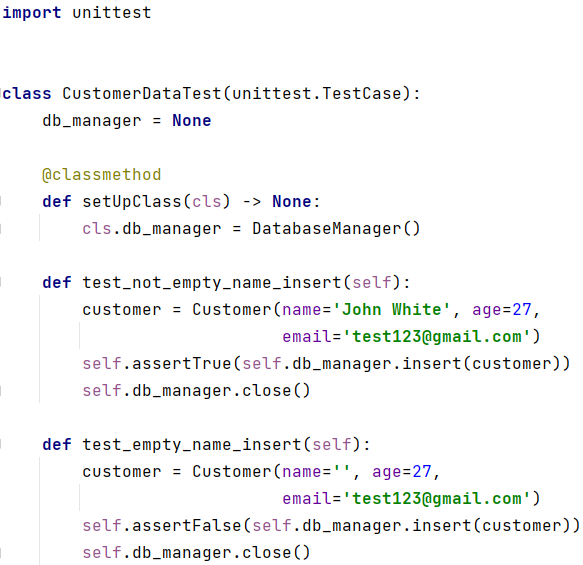 import unittest
class CustomerDataTest(unittest.TestCase):
    db_manager = None
    @classmethod
    def setUpClass(cls) -> None:
        cls.db_manager = DatabaseManager()
    def test_not_empty_name_insert(self):
        customer = Customer(name='John White', age=27,
                            email='test123@gmail.com')
        self.assertTrue(self.db_manager.insert(customer))
        self.db_manager.close()
    def test_empty_name_insert(self):
        customer = Customer(name='', age=27,
                            email='test123@gmail.com')
        self.assertFalse(self.db_manager.insert(customer))
        self.db_manager.close()